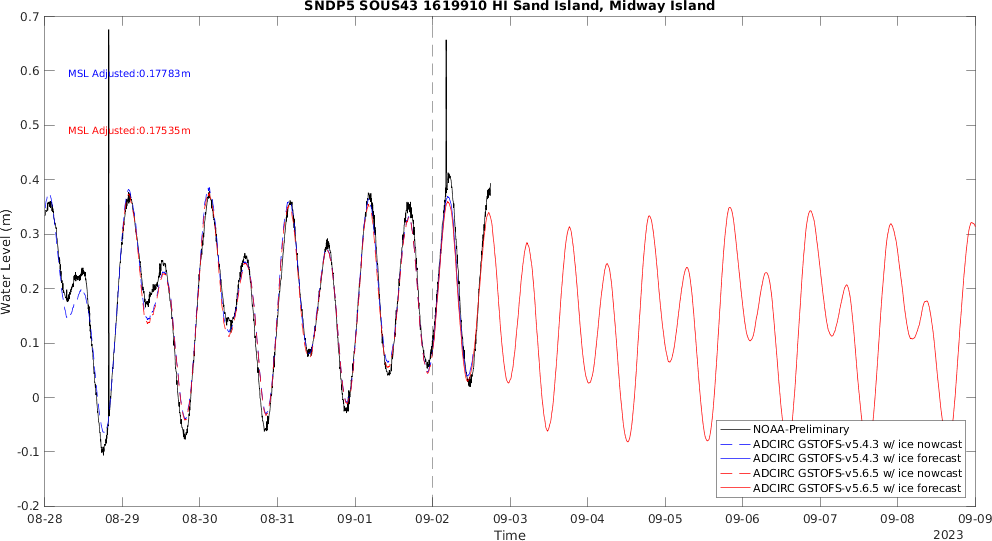 SNDP5 SOUS43 1619910 HI Sand Island, Midway Island
0.7
0.6
0.5
0.4
0.3
0.2
0.1
0
-0.1
-0.2
Water Level (m)
MSL Adjusted:0.17783m
MSL Adjusted:0.17535m
NOAA-Preliminary
ADCIRC GSTOFS-v5.4.3 w/ ice nowcast
ADCIRC GSTOFS-v5.4.3 w/ ice forecast
ADCIRC GSTOFS-v5.6.5 w/ ice nowcast
ADCIRC GSTOFS-v5.6.5 w/ ice forecast
08-28 08-29 08-30 08-31 09-01 09-02 09-03 09-04 09-05 09-06 09-07 09-08 09-09
Time
2023